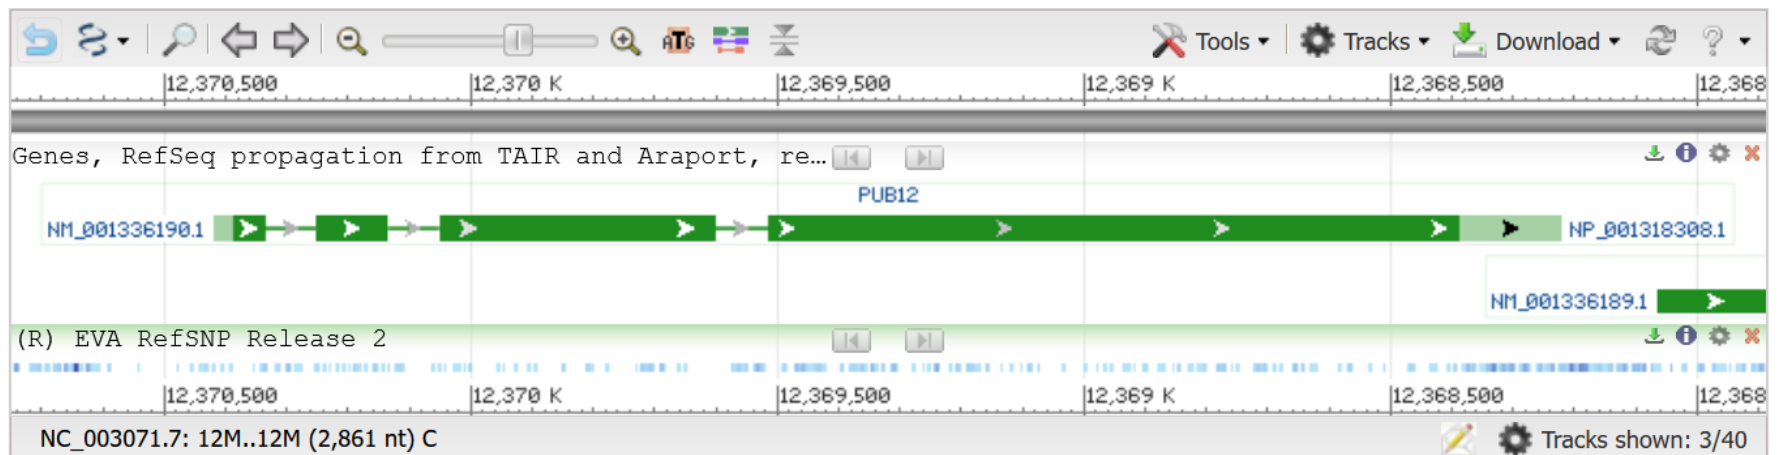 ATG Tools Tracks Download ?
12,370,500 12,370 K 12,369,500 12,369 K 12,368,500 12,368
Genes, RefSeq propagation from TAIR and Araport, re…
PUB12
NM_001336190.1 NP_001318308.1
NM_001336189.1
(R) EVA RefSNP Release 2
12,370,500 12,370 K 12,369,500 12,369 K 12,368,500 12,368
NC_003071.7: 12M..12M (2,861 nt) C Tracks shown: 3/40